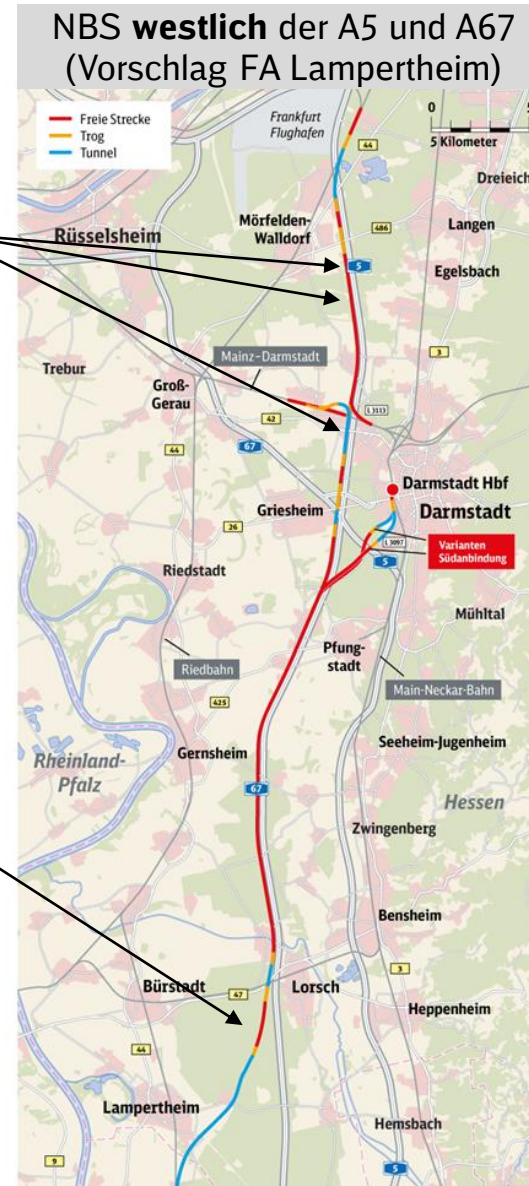 NBS westlich der A5 und A67
(Vorschlag FA Lampertheim)
Freie Strecke
Trog
Tunnel
Frankfurt
Flughafen
0 5
5 Kilometer
44
Dreieich
Mörfelden-
Walldorf
486
Langen
Rüsselsheim
5
Egelsbach
3
Trebur
Mainz–Darmstadt
Groß-
Gerau
42
L 3113
44
67
Darmstadt Hbf
Darmstadt
Griesheim
26
L 3097
Varianten
Südanbindung
5
Riedstadt
Mühltal
Pfung-
stadt
Riedbahn
Main-Neckar-Bahn
425
Seeheim-Jugenheim
Gernsheim
Rheinland-
Pfalz
67
Hessen
Zwingenberg
Bensheim
3
Bürstadt
47
Lorsch
Heppenheim
44
Lampertheim
Hemsbach
9
5